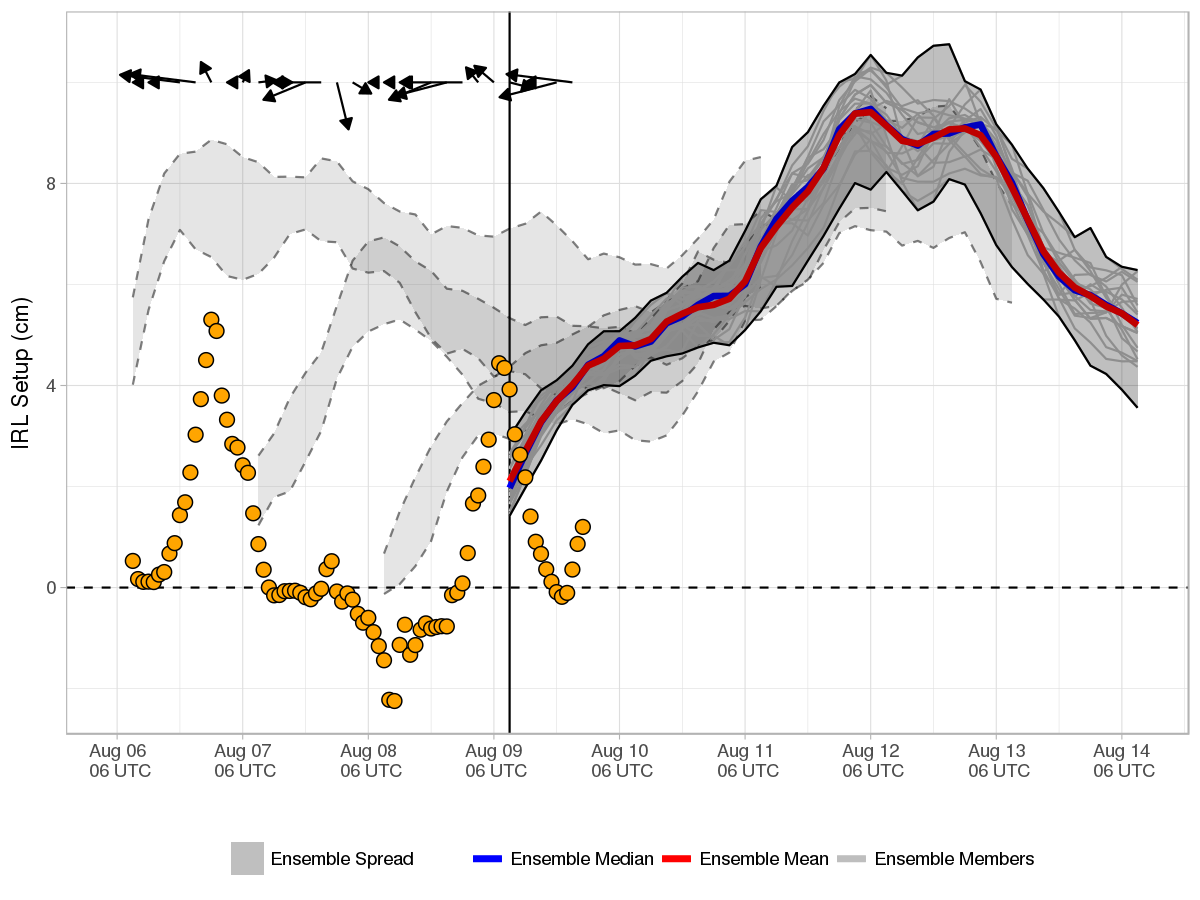 IRL Setup (cm)
8
4
0
Aug 06 Aug 07 Aug 08 Aug 09 Aug 10 Aug 11 Aug 12 Aug 13 Aug 14
06 UTC 06 UTC 06 UTC 06 UTC 06 UTC 06 UTC 06 UTC 06 UTC 06 UTC
Ensemble Spread Ensemble Median Ensemble Mean Ensemble Members